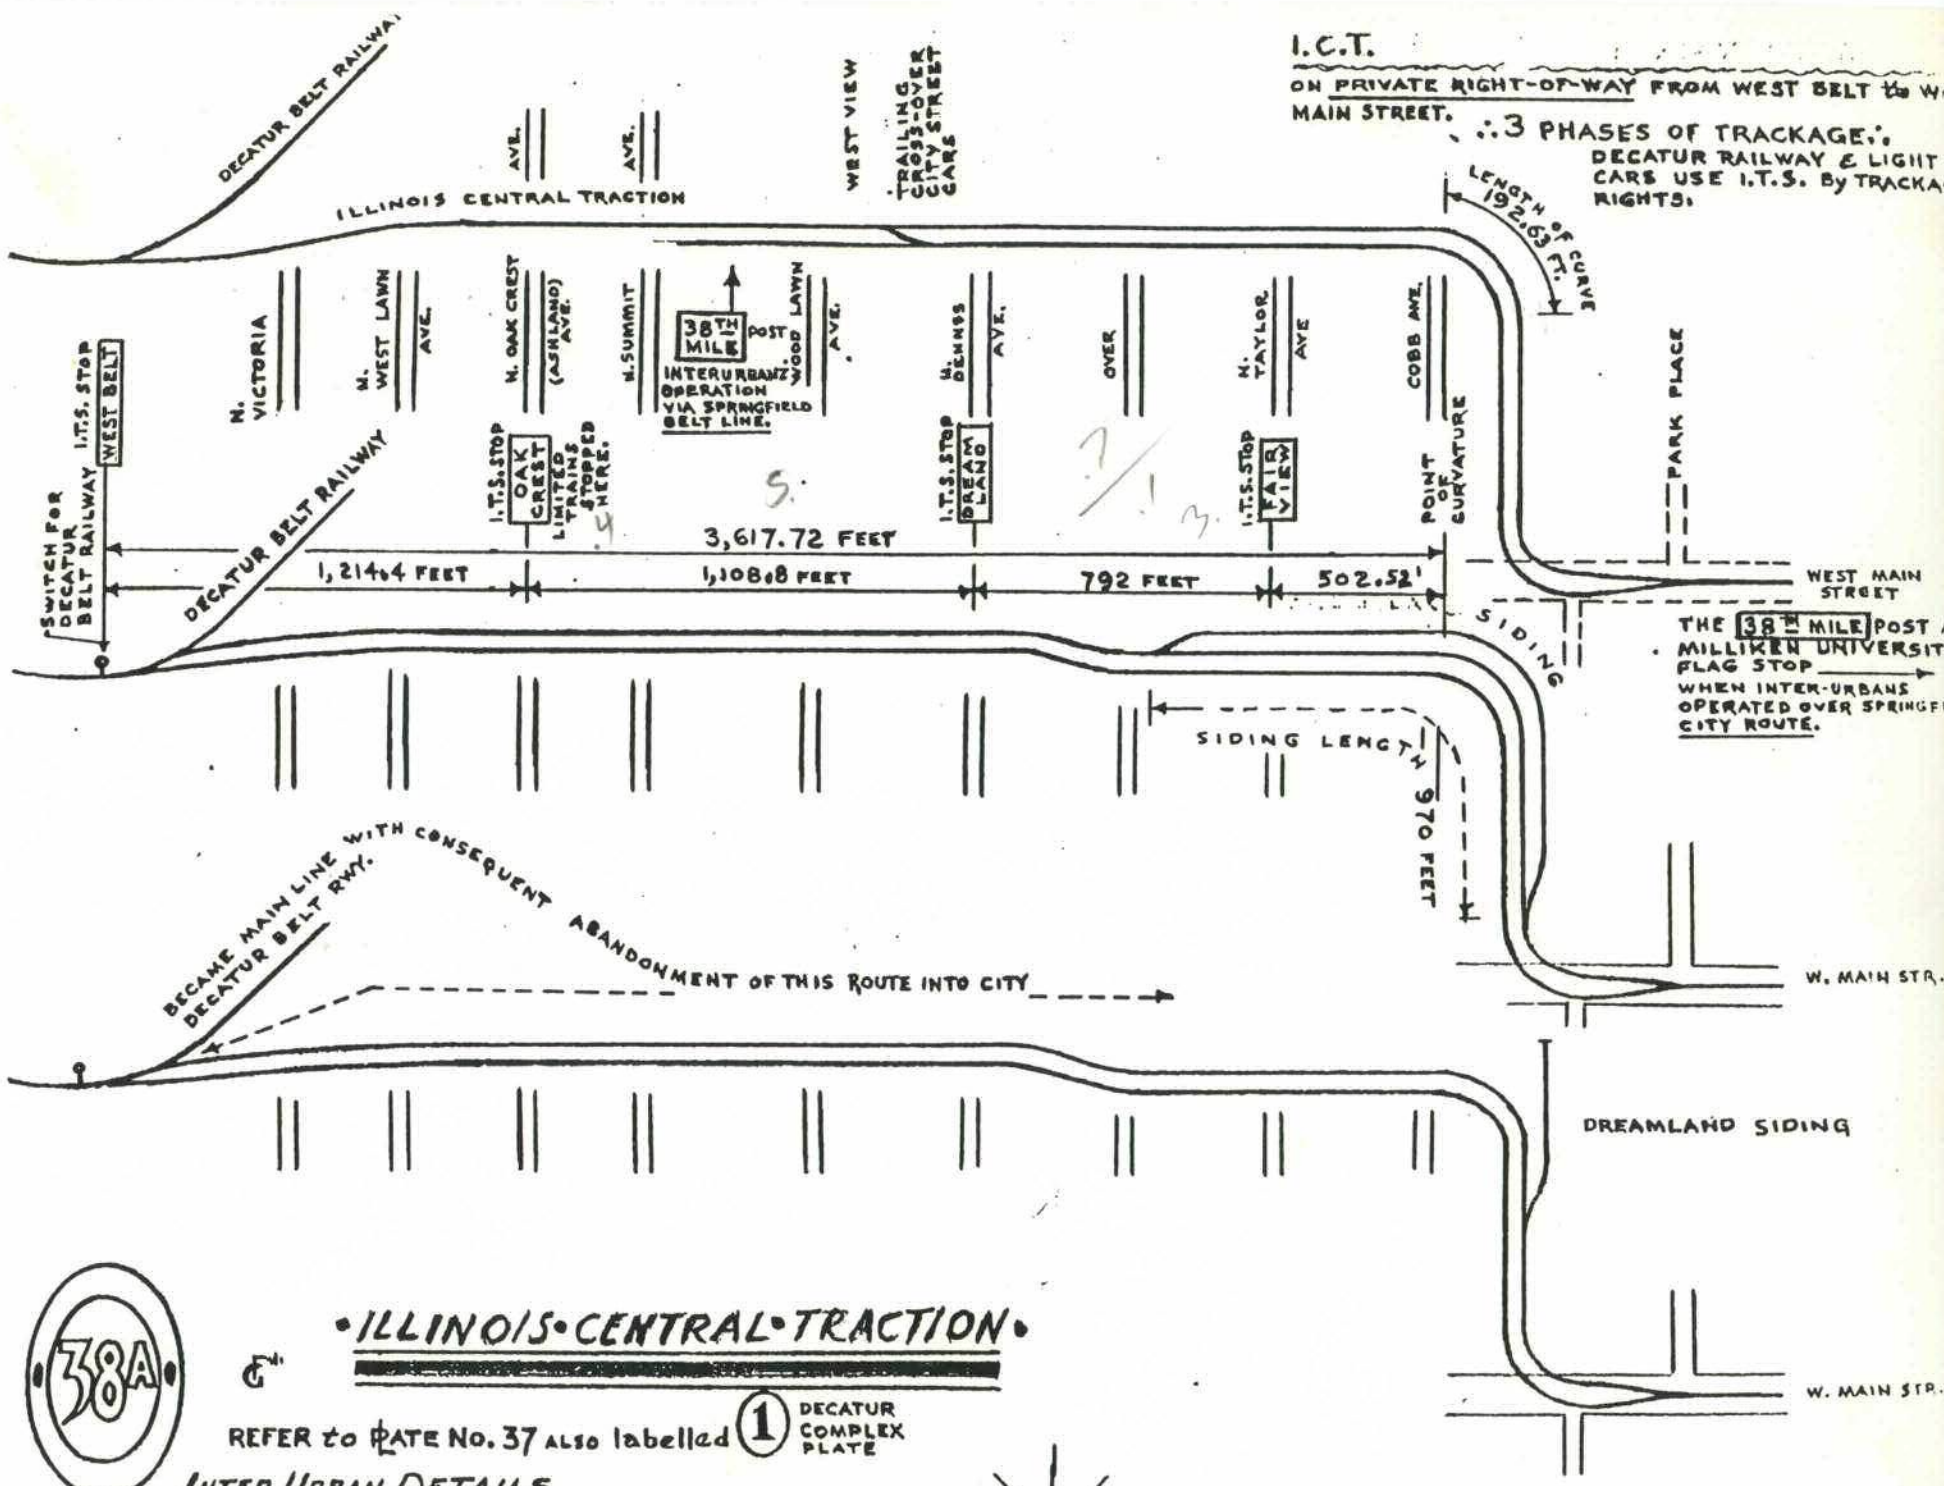 DECATUR BELT RAILWAY
I.C.T.
ON PRIVATE RIGHT-OF-WAY FROM WEST BELT to
MAIN STREET.
∴3 PHASES OF TRACKAGE∴
DECATUR RAILWAY & LIGHT
CARS USE I.T.S. By
RIGHTS.
AVE.
AVE.
WEST VIEW
TRAILING
CROSS-OVER
CITY STREET
CARS
ILLINOIS CENTRAL TRACTION
LENGTH OF CURVE
192.63 FT.
N.
VICTORIA
N.
WEST LAWN
AVE.
N. OAK CREST
(ASHLAND)
AVE.
N. SUMMIT
38TH
MILE POST
INTERURBAN
OPERATION
VIA SPRINGFIELD
BELT LINE.
WOOD LAWN
AVE.
N.
DENNIS
AVE.
OVER
N.
TAYLOR
AVE
COBB AVE.
PARK PLACE
I.T.S. STOP
WEST BELT
SWITCH FOR
DECATUR
BELT RAILWAY
DECATUR BELT RAILWAY
I.T.S. STOP
OAK
CREST
LIMITED
TRAINS
STOPPED
HERE.
4
S.
I.T.S. STOP
DREAM
LAND
?/!
3.
I.T.S. STOP
FAIR
VIEW
POINT
OF
CURVATURE
3,617.72 FEET
1,214.4 FEET
1,108.8 FEET
792 FEET
502.52'
WEST MAIN
STREET
SIDING
THE 38TH MILE POST
MILLIKEN
FLAG STOP
WHEN INTER-URBANS
OPERATED OVER
CITY ROUTE.
SIDING LENGTH 970 FEET
BECAME MAIN LINE WITH CONSEQUENT ABANDONMENT OF THIS ROUTE INTO CITY
DECATUR BELT RWY.
W. MAIN STR.
DREAMLAND SIDING
W. MAIN STR.
38A
•ILLINOIS•CENTRAL•TRACTION•
REFER to PLATE No. 37 ALSO labelled 1 DECATUR
COMPLEX
PLATE
INTER URBAN DETAILS